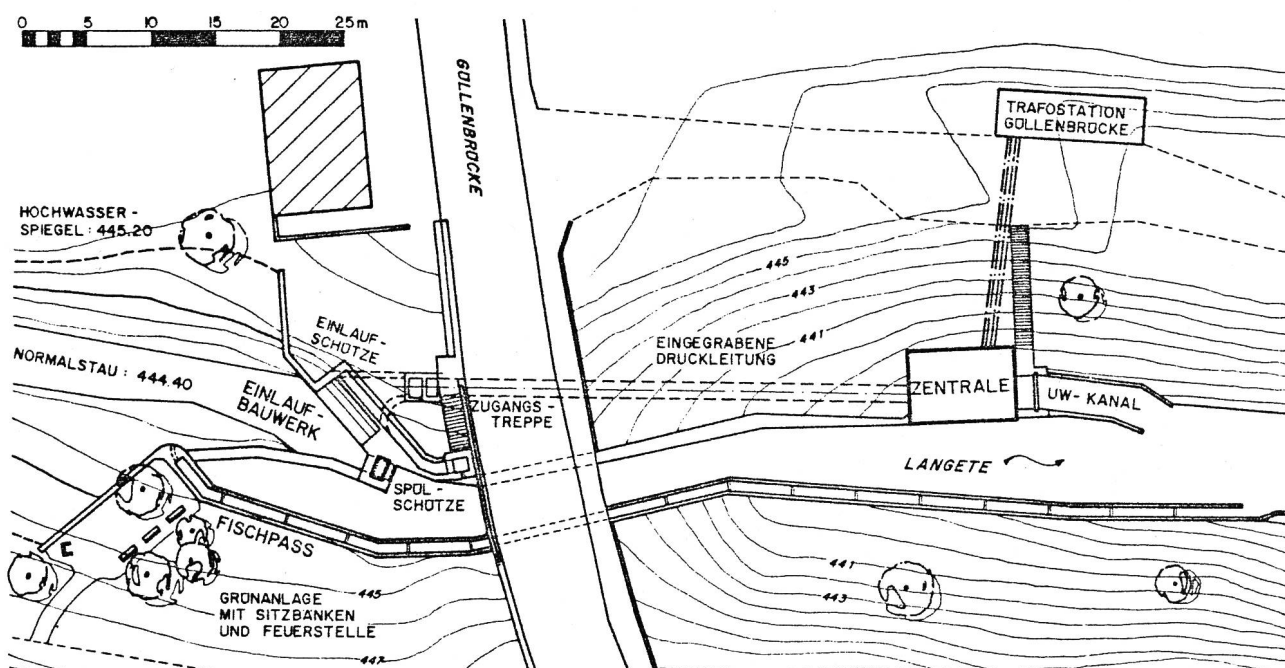 0 5 10 15 20 25m
GÜLLENBRÜCKE
TRAFOSTATION
GÜLLENBRÜCKE
HOCHWASSER-
SPIEGEL : 445.20
445
443
441
EINLAUF-
SCHÜTZE
EINGEGRABENE
DRUCKLEITUNG
NORMALSTAU : 444.40
EINLAUF-
BAUWERK
ZUGANGS-
TREPPE
ZENTRALE
UW-KANAL
LANGETE
SPÜL-
SCHÜTZE
FISCHPASS
GRÜNANLAGE
MIT SITZBÄNKEN
UND FEUERSTELLE
445
447
441
443